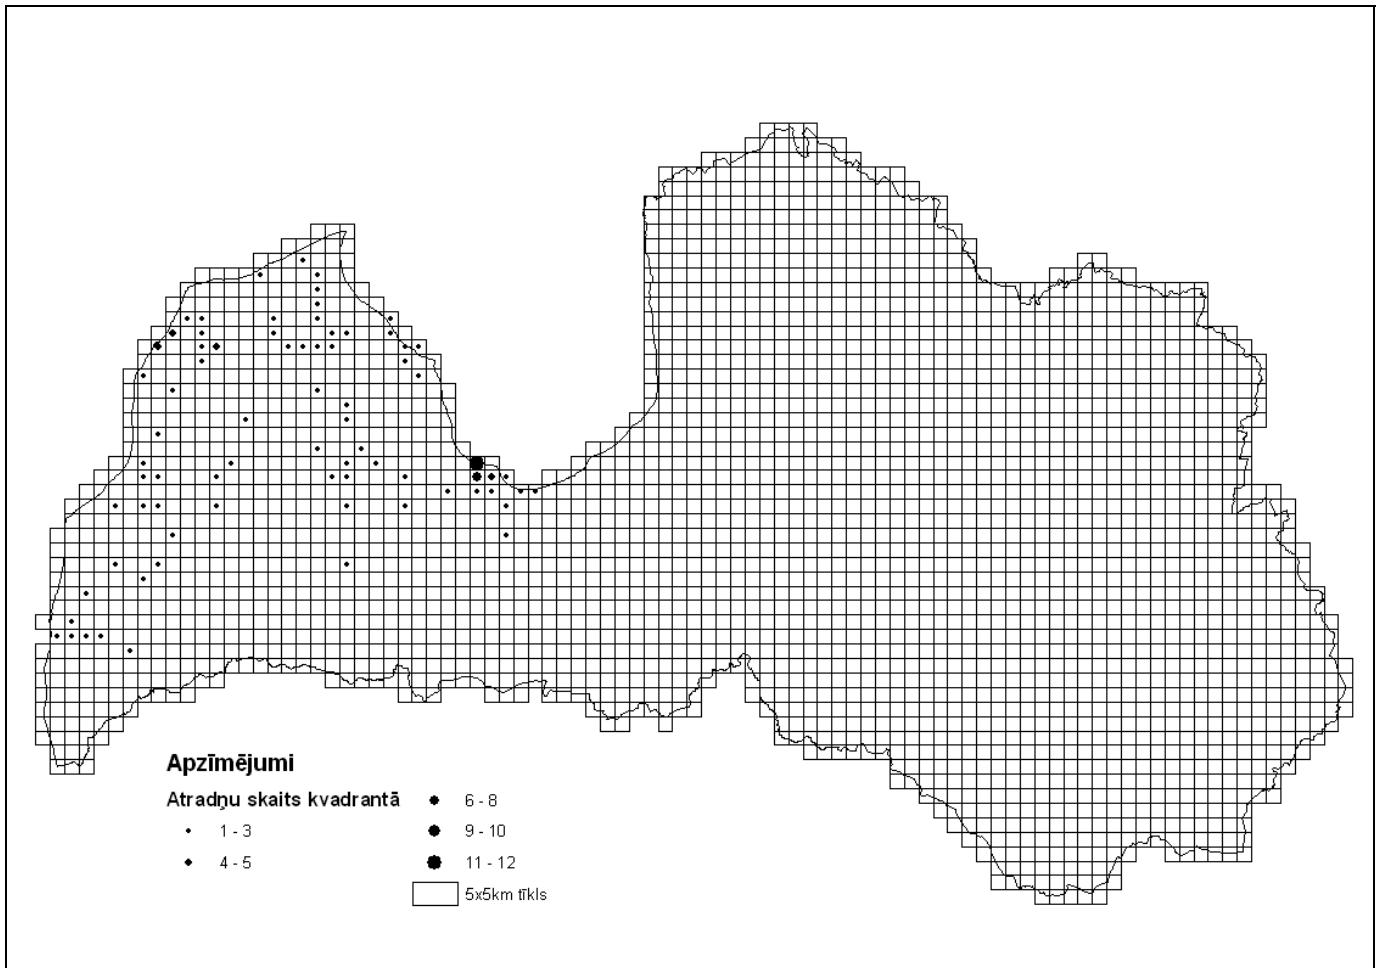 Apzīmējumi
Atradņu skaits kvadrantā
1 - 3
4 - 5
6 - 8
9 - 10
11 - 12
5x5km tīkls